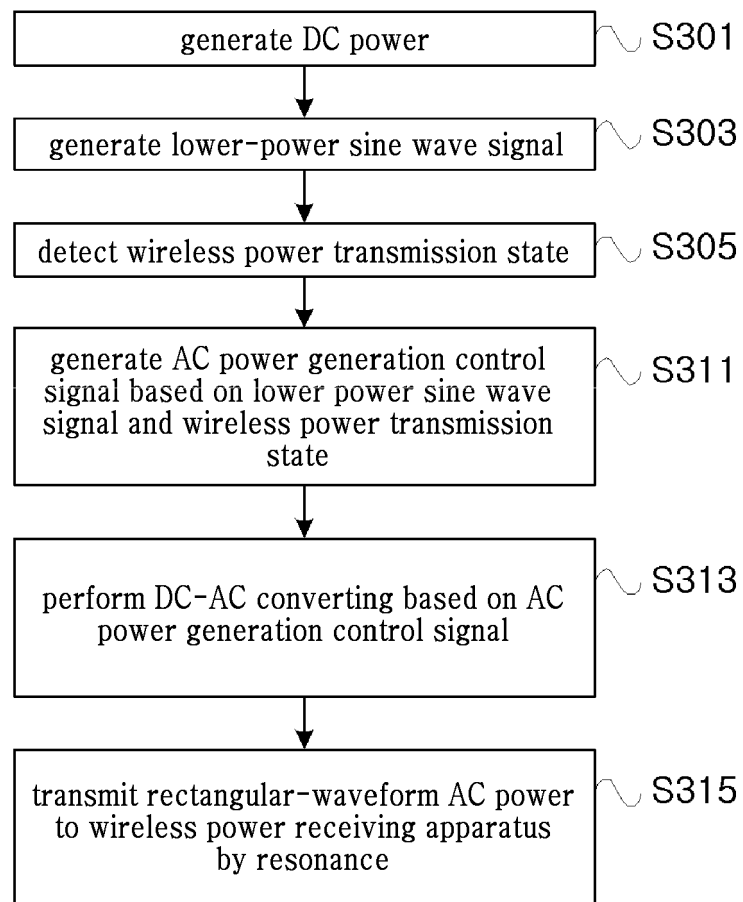 generate DC power
S301
generate lower-power sine wave signal
S303
detect wireless power transmission state
S305
generate AC power generation control
signal based on lower power sine wave
signal and wireless power transmission
state
S311
perform DC-AC converting based on AC
power generation control signal
S313
transmit rectangular-waveform AC power
to wireless power receiving apparatus
by resonance
S315